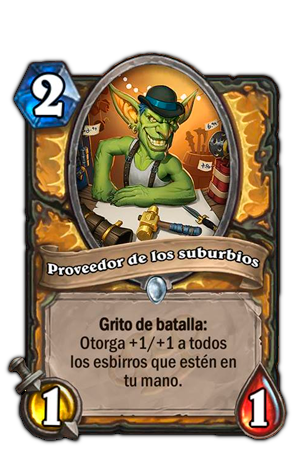 2
Proveedor de los suburbios
Grito de batalla:
Otorga +1/+1 a todos
los esbirros que estén en
tu mano.
1
1